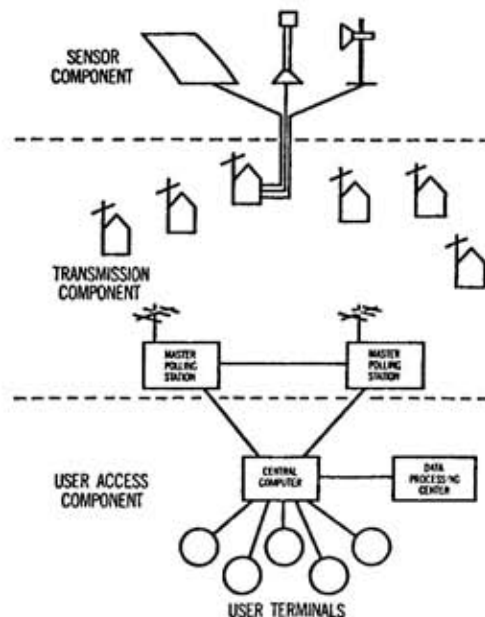 SENSOR
COMPONENT
TRANSMISSION
COMPONENT
MASTER
POLLING
STATION
MASTER
POLLING
STATION
USER ACCESS
COMPONENT
CENTRAL
COMPUTER
DATA
PROCESSING
CENTER
USER TERMINALS